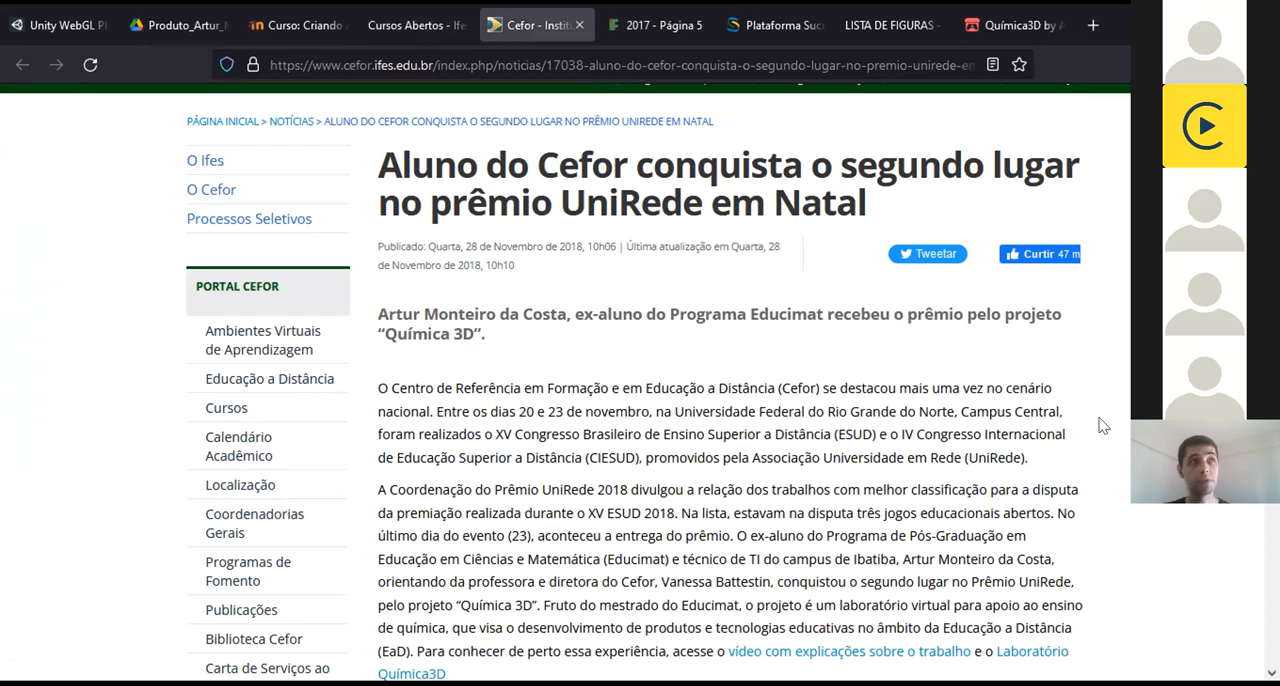 Unity WebGL Pl
Produto_Artur_
Curso: Criando
Cursos Abertos - Ife
Cefor - Institu
2017 - Página 5
Plataforma Suc
LISTA DE FIGURAS -
Química3D by A
https://www.cefor.ifes.edu.br/index.php/noticias/17038-aluno-do-cefor-conquista-o-segundo-lugar-no-premio-unirede-en
PÁGINA INICIAL > NOTÍCIAS > ALUNO DO CEFOR CONQUISTA O SEGUNDO LUGAR NO PRÊMIO UNIREDE EM NATAL
O Ifes
O Cefor
Processos Seletivos
PORTAL CEFOR
Ambientes Virtuais
de Aprendizagem
Educação a Distância
Cursos
Calendário
Acadêmico
Localização
Coordenadorias
Gerais
Programas de
Fomento
Publicações
Biblioteca Cefor
Carta de Serviços ao
Aluno do Cefor conquista o segundo lugar
no prêmio UniRede em Natal
Publicado: Quarta, 28 de Novembro de 2018, 10h06 | Última atualização em Quarta, 28
de Novembro de 2018, 10h10
Tweetar
Curtir 47 m
Artur Monteiro da Costa, ex-aluno do Programa Educimat recebeu o prêmio pelo projeto
“Química 3D”.
O Centro de Referência em Formação e em Educação a Distância (Cefor) se destacou mais uma vez no cenário
nacional. Entre os dias 20 e 23 de novembro, na Universidade Federal do Rio Grande do Norte, Campus Central,
foram realizados o XV Congresso Brasileiro de Ensino Superior a Distância (ESUD) e o IV Congresso Internacional
de Educação Superior a Distância (CIESUD), promovidos pela Associação Universidade em Rede (UniRede).
A Coordenação do Prêmio UniRede 2018 divulgou a relação dos trabalhos com melhor classificação para a disputa
da premiação realizada durante o XV ESUD 2018. Na lista, estavam na disputa três jogos educacionais abertos. No
último dia do evento (23), aconteceu a entrega do prêmio. O ex-aluno do Programa de Pós-Graduação em
Educação em Ciências e Matemática (Educimat) e técnico de TI do campus de Ibatiba, Artur Monteiro da Costa,
orientando da professora e diretora do Cefor, Vanessa Battestin, conquistou o segundo lugar no Prêmio UniRede,
pelo projeto “Química 3D”. Fruto do mestrado do Educimat, o projeto é um laboratório virtual para apoio ao ensino
de química, que visa o desenvolvimento de produtos e tecnologias educativas no âmbito da Educação a Distância
(EaD). Para conhecer de perto essa experiência, acesse o vídeo com explicações sobre o trabalho e o Laboratório
Química3D